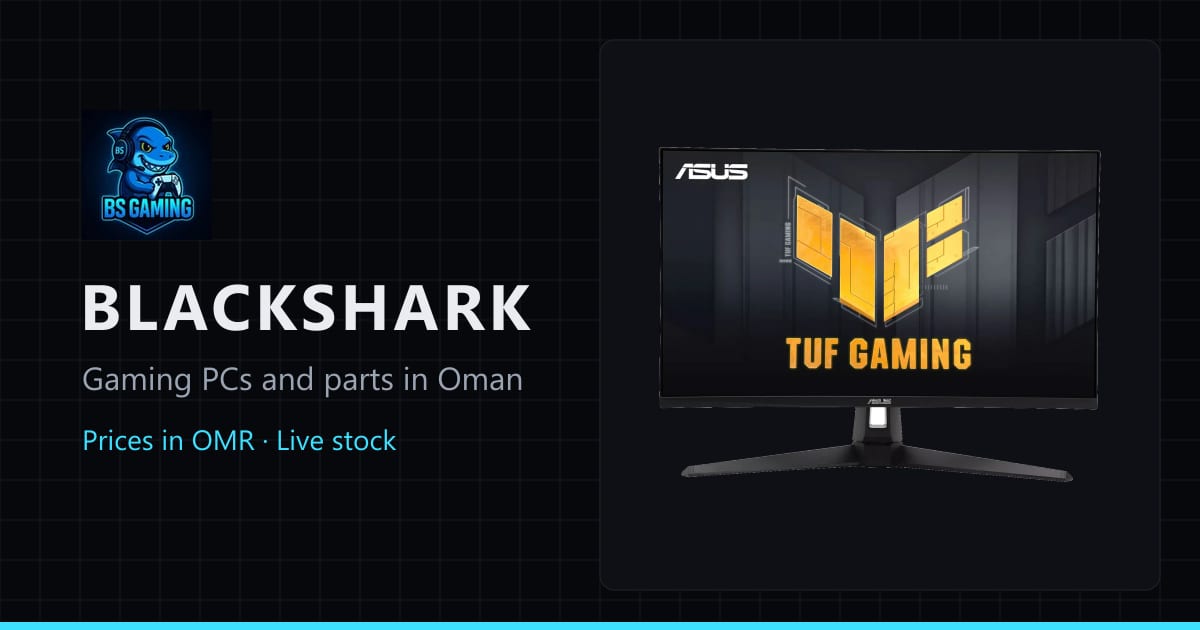 BS
BS GAMING
BLACKSHARK
Gaming PCs and parts in Oman
Prices in OMR · Live stock
ASUS
TUF GAMING
TUF GAMING